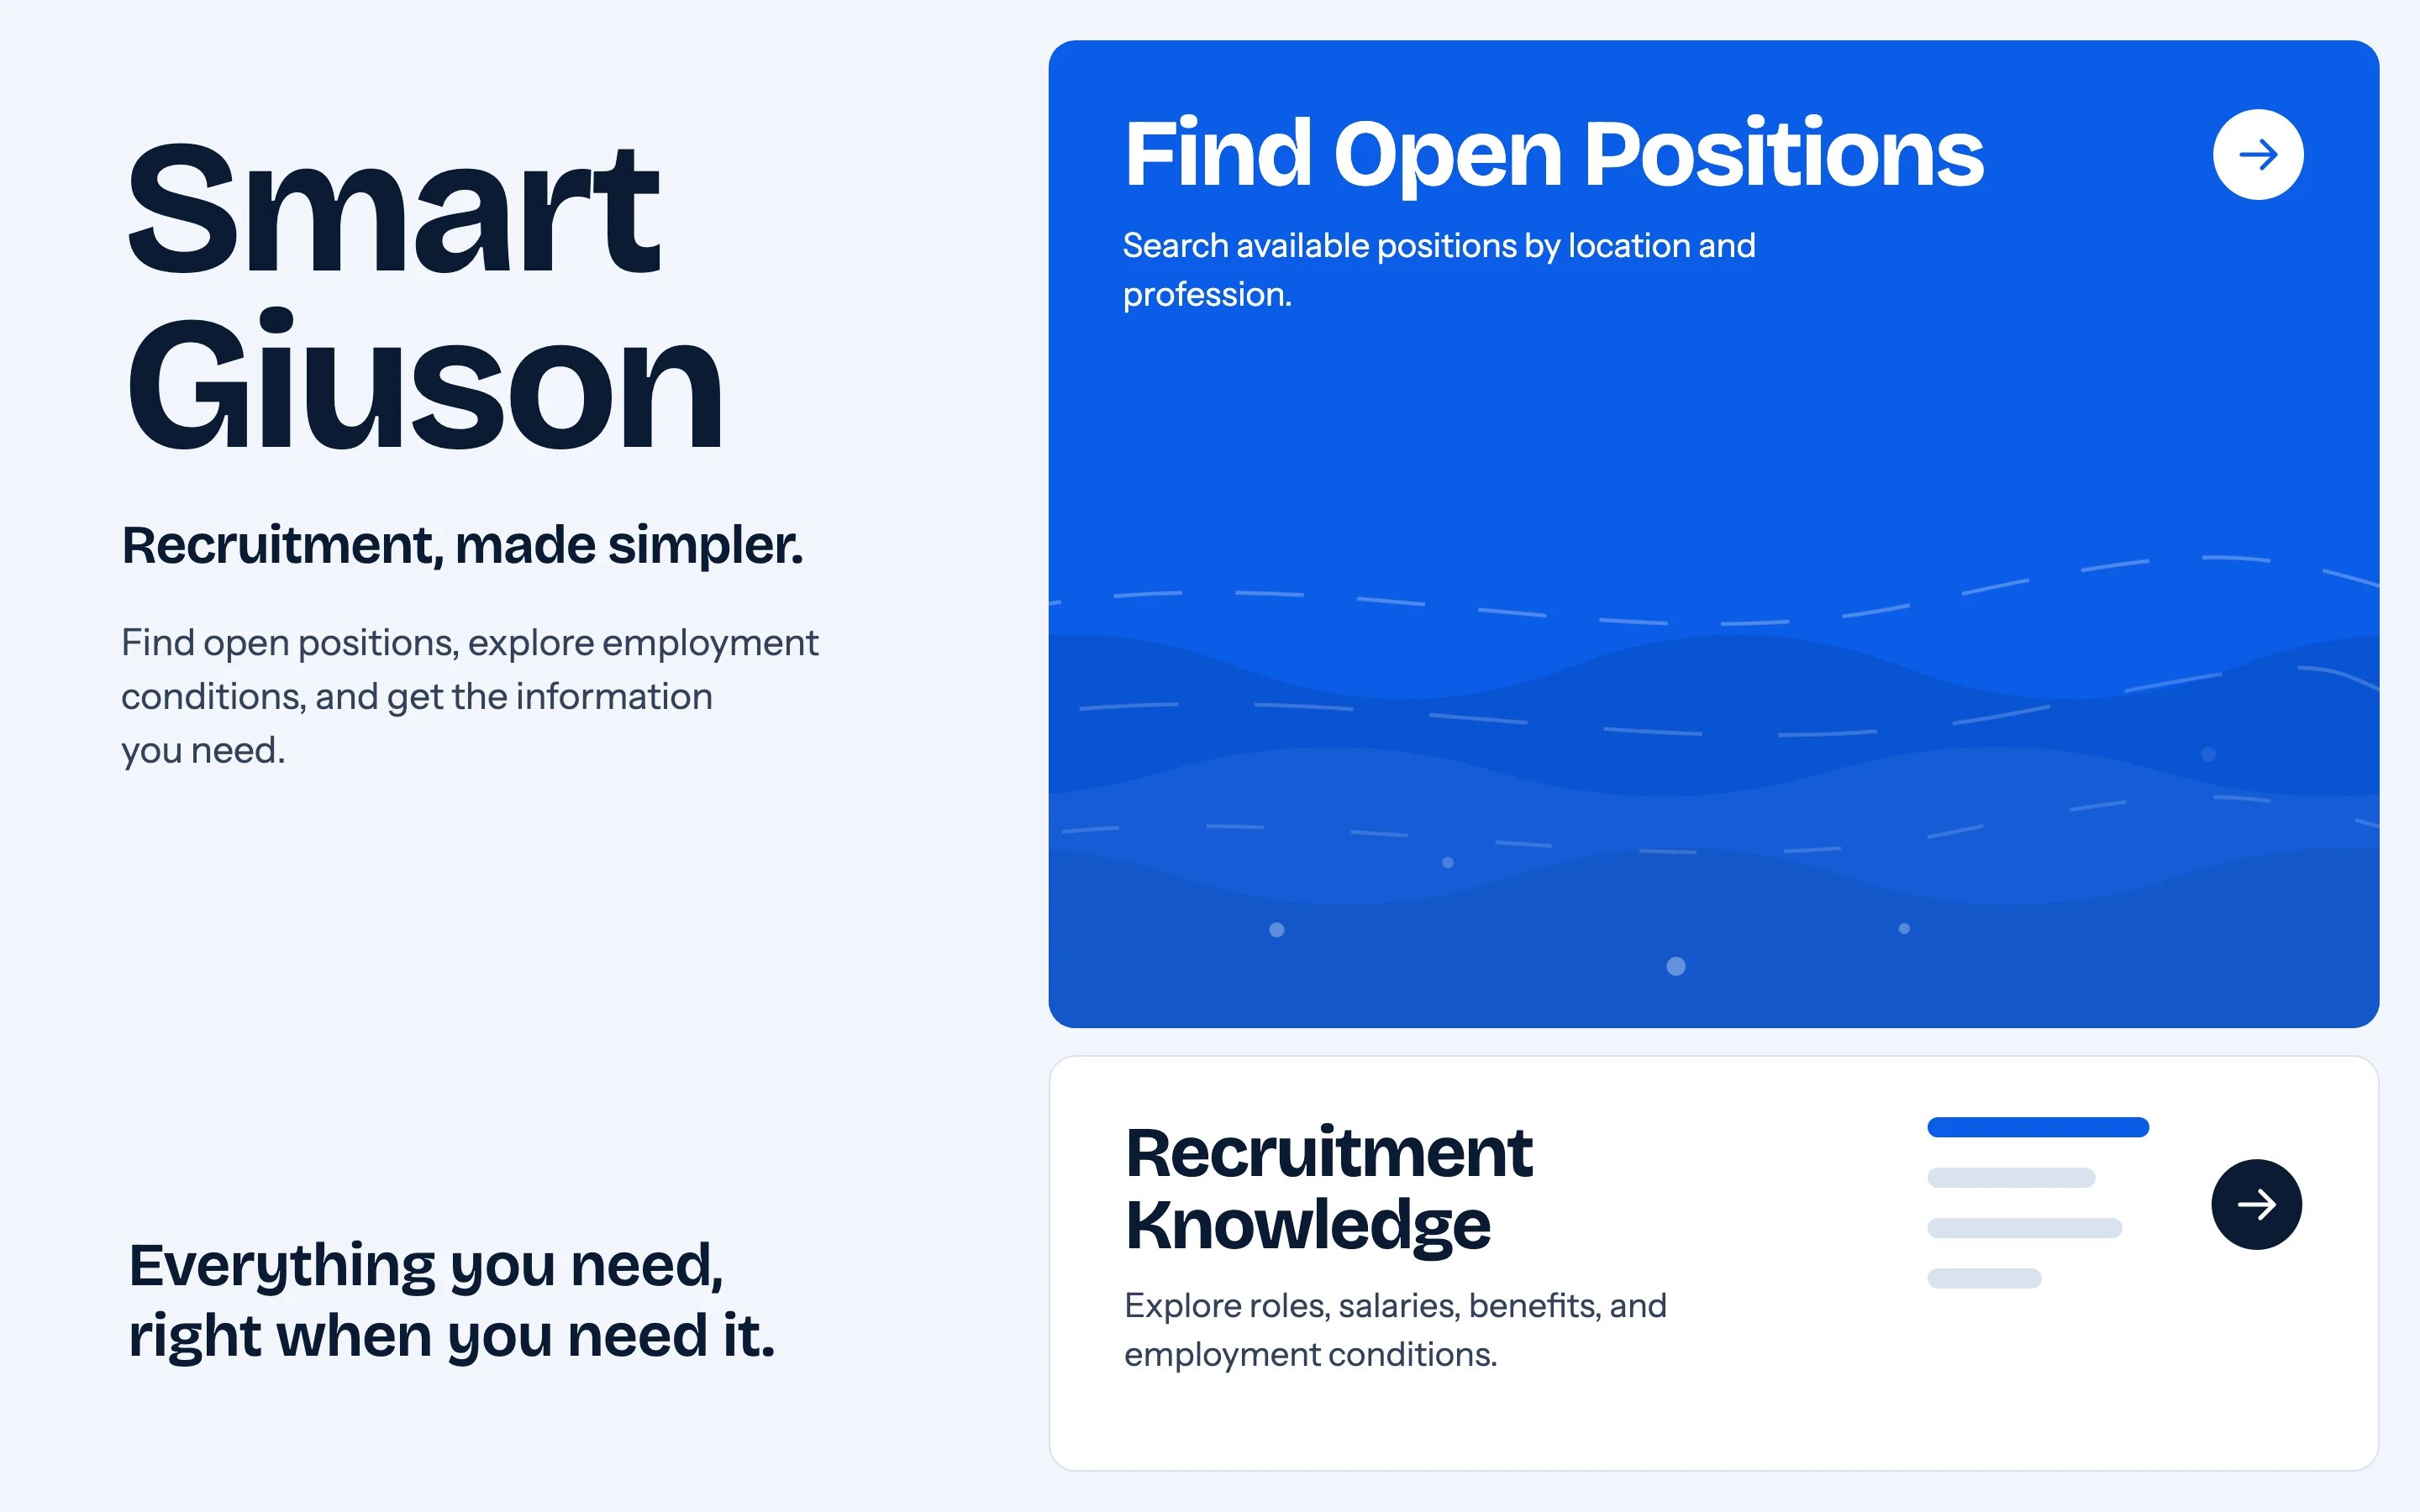 Smart
Giuson
Recruitment, made simpler.
Find open positions, explore employment
conditions, and get the information
you need.
Everything you need,
right when you need it.
Find Open Positions
Search available positions by location and
profession.
Recruitment
Knowledge
Explore roles, salaries, benefits, and
employment conditions.